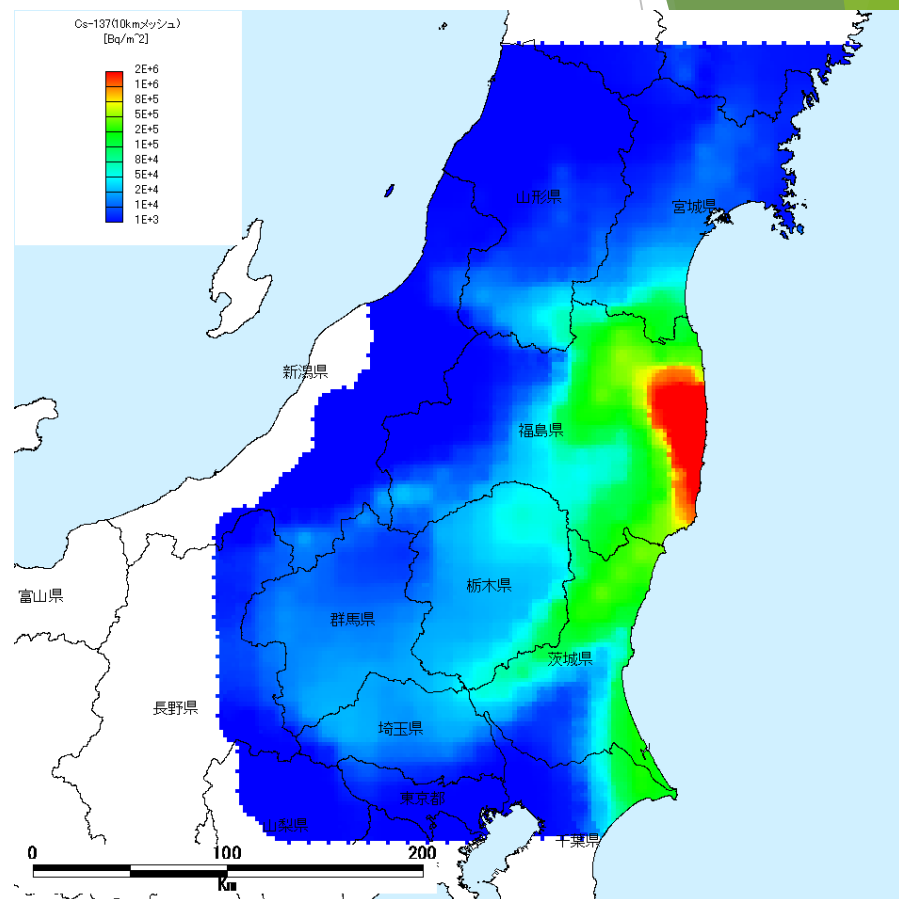 Cs-137(10kmメッシュ)
[Bq/m^2]
2E+6
1E+6
8E+5
5E+5
2E+5
1E+5
8E+4
5E+4
2E+4
1E+4
1E+3
山形県
宮城県
新潟県
福島県
富山県
栃木県
群馬県
茨城県
長野県
埼玉県
東京都
山梨県
千葉県
0 100 200
Km